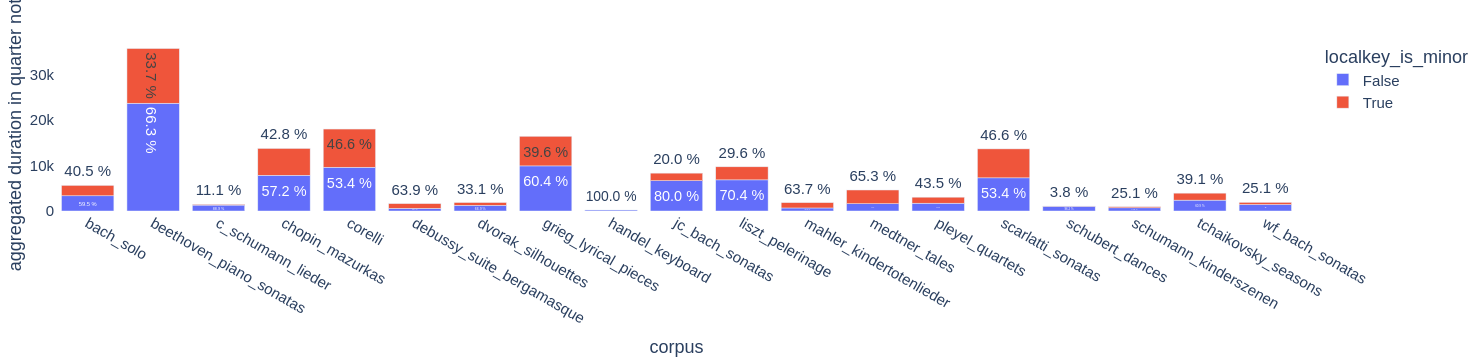 aggregated duration in quarter not
30k
20k
10k
0
40.5 %
59.5 %
33.7 %
66.3 %
11.1 %
42.8 %
57.2 %
46.6 %
53.4 %
63.9 %
33.1 %
39.6 %
60.4 %
100.0 %
20.0 %
80.0 %
29.6 %
70.4 %
63.7 %
65.3 %
43.5 %
46.6 %
53.4 %
3.8 %
25.1 %
39.1 %
25.1 %
bach_solo
beethoven_piano_sonatas
c_schumann_lieder
chopin_mazurkas
corelli
debussy_suite_bergamasque
dvorak_silhouettes
grieg_lyrical_pieces
handel_keyboard
jc_bach_sonatas
liszt_pelerinage
mahler_kindertotenlieder
medtner_tales
pleyel_quartets
scarlatti_sonatas
schubert_dances
schumann_kinderszenen
tchaikovsky_seasons
wf_bach_sonatas
corpus
localkey_is_minor
False
True